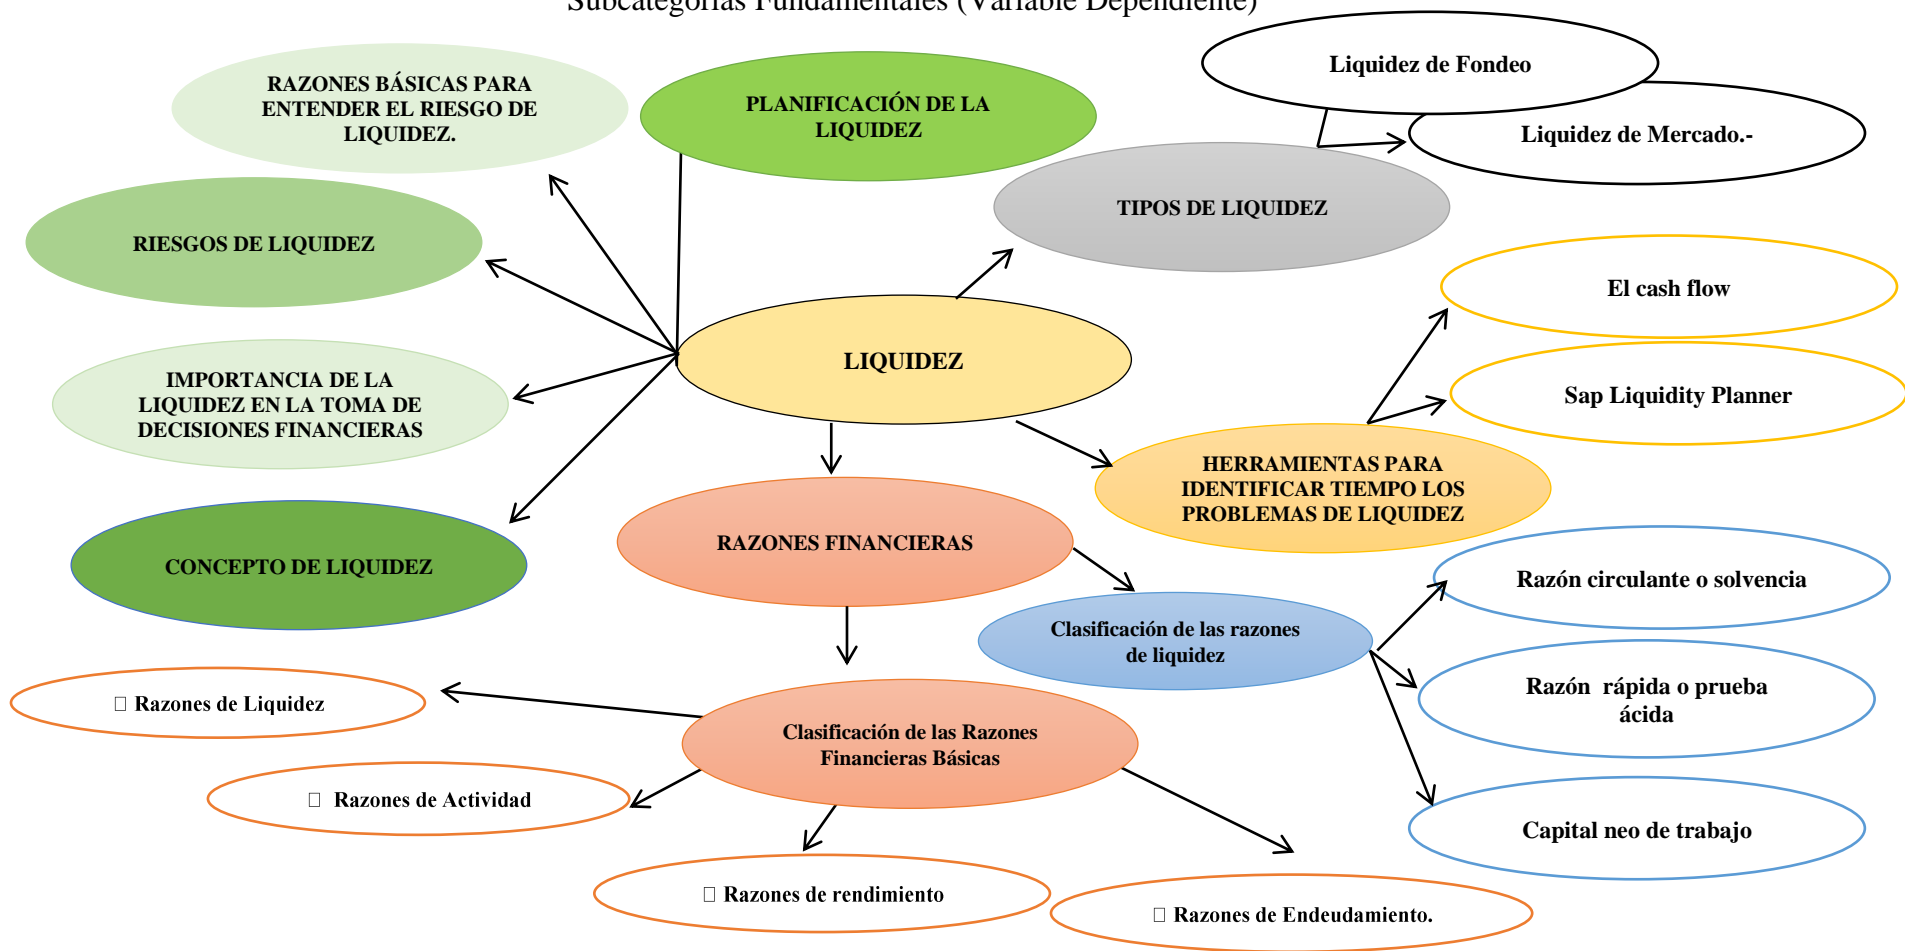 Subcategorías Fundamentales (Variable Dependiente)
Liquidez de Fondeo
RAZONES BÁSICAS PARA
ENTENDER EL RIESGO DE
LIQUIDEZ.
PLANIFICACIÓN DE LA
LIQUIDEZ
Liquidez de Mercado.-
TIPOS DE LIQUIDEZ
RIESGOS DE LIQUIDEZ
El cash flow
LIQUIDEZ
IMPORTANCIA DE LA
LIQUIDEZ EN LA TOMA DE
DECISIONES FINANCIERAS
Sap Liquidity Planner
HERRAMIENTAS PARA
IDENTIFICAR TIEMPO LOS
PROBLEMAS DE LIQUIDEZ
RAZONES FINANCIERAS
CONCEPTO DE LIQUIDEZ
Razón circulante o solvencia
Clasificación de las razones
de liquidez
Razón  rápida o prueba
ácida
Razones de Liquidez
Clasificación de las Razones
Financieras Básicas
Razones de Actividad
Capital neo de trabajo
Razones de rendimiento
Razones de Endeudamiento.